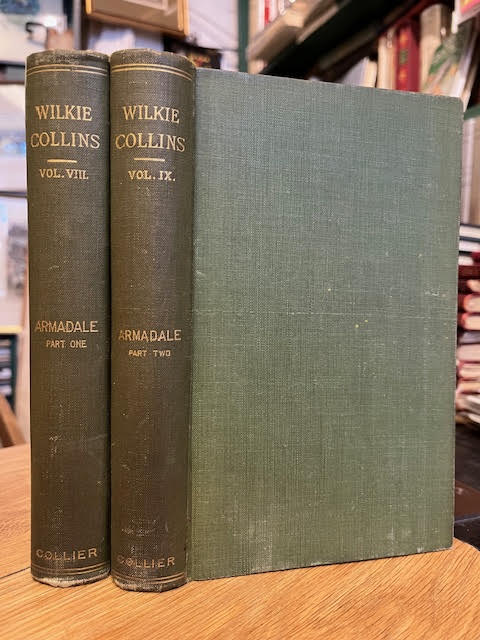 WILKIE
COLLINS
VOL. VIII.
ARMADALE
PART ONE
COLLIER
WILKIE
COLLINS
VOL. IX.
ARMADALE
PART TWO
COLLIER